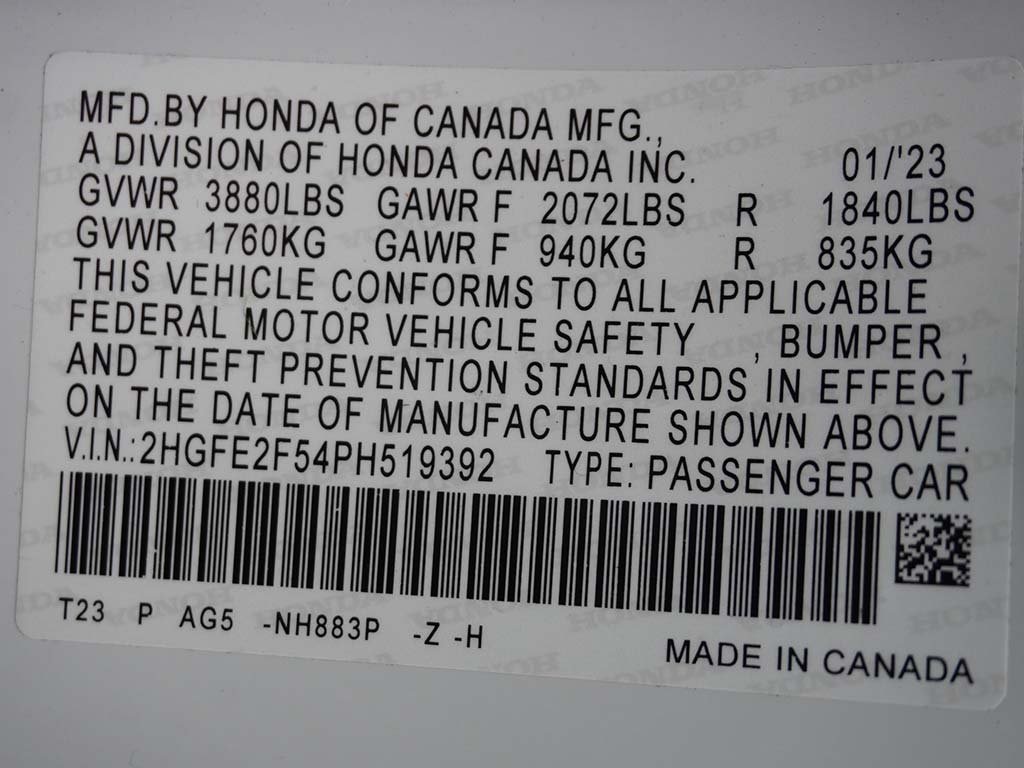 MFD.BY HONDA OF CANADA MFG.,
A DIVISION OF HONDA CANADA INC. 01/'23
GVWR 3880LBS GAWR F 2072LBS R 1840LBS
GVWR 1760KG GAWR F 940KG R 835KG
THIS VEHICLE CONFORMS TO ALL APPLICABLE
FEDERAL MOTOR VEHICLE SAFETY , BUMPER ,
AND THEFT PREVENTION STANDARDS IN EFFECT
ON THE DATE OF MANUFACTURE SHOWN ABOVE.
V.I.N.:2HGFE2F54PH519392 TYPE: PASSENGER CAR
T23 P AG5 -NH883P -Z -H
MADE IN CANADA